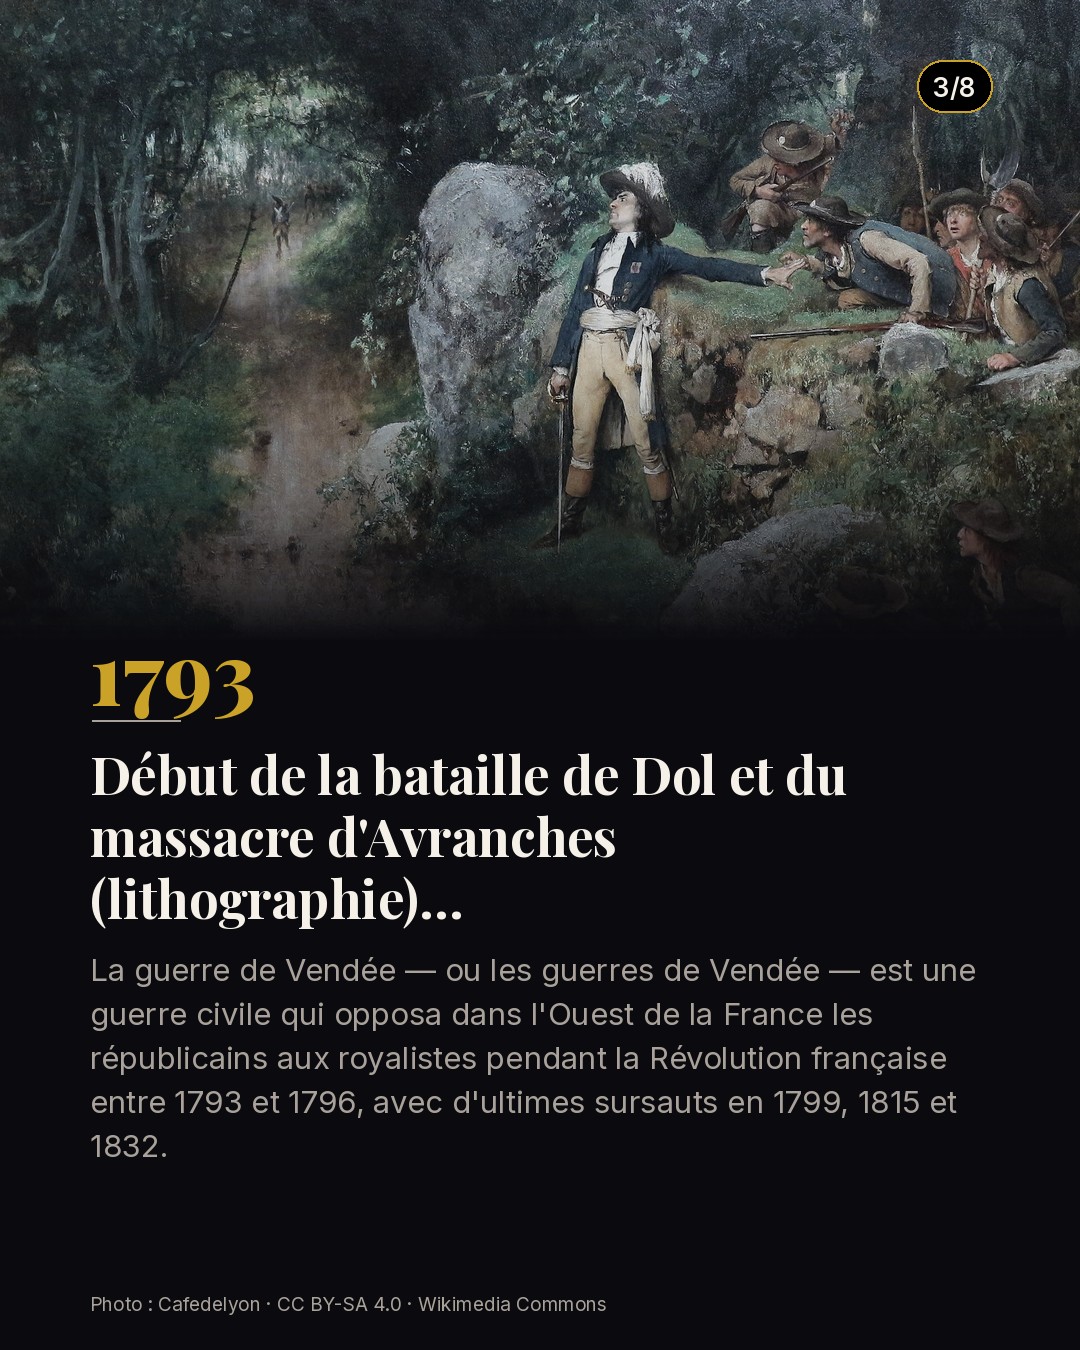 3/8
1793
Début de la bataille de Dol et du
massacre d'Avranches
(lithographie)...
La guerre de Vendée — ou les guerres de Vendée — est une
guerre civile qui opposa dans l'Ouest de la France les
républicains aux royalistes pendant la Révolution française
entre 1793 et 1796, avec d'ultimes sursauts en 1799, 1815 et
1832.
Photo : Cafedelyon · CC BY-SA 4.0 · Wikimedia Commons